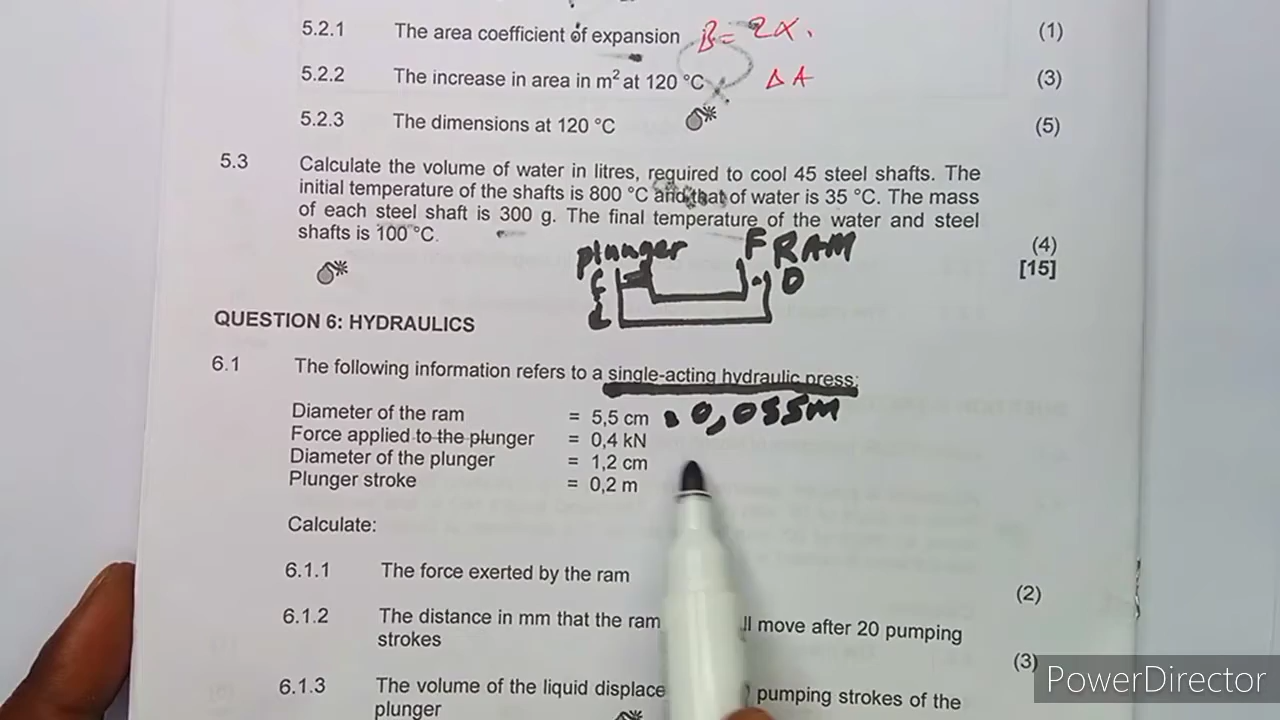 5.2.1 The area coefficient of expansion B = 2α. (1)
5.2.2 The increase in area in m² at 120 °C ΔA (3)
5.2.3 The dimensions at 120 °C (5)
5.3 Calculate the volume of water in litres, required to cool 45 steel shafts. The
initial temperature of the shafts is 800 °C and that of water is 35 °C. The mass
of each steel shaft is 300 g. The final temperature of the water and steel
shafts is 100 °C. (4)
[15]
plunger F RAM
f D
d
QUESTION 6: HYDRAULICS
6.1 The following information refers to a single-acting hydraulic press:
Diameter of the ram = 5,5 cm 0,055m
Force applied to the plunger = 0,4 kN
Diameter of the plunger = 1,2 cm
Plunger stroke = 0,2 m
Calculate:
6.1.1 The force exerted by the ram (2)
6.1.2 The distance in mm that the ram ll move after 20 pumping
strokes (3)
6.1.3 The volume of the liquid displace pumping strokes of the
plunger
PowerDirector